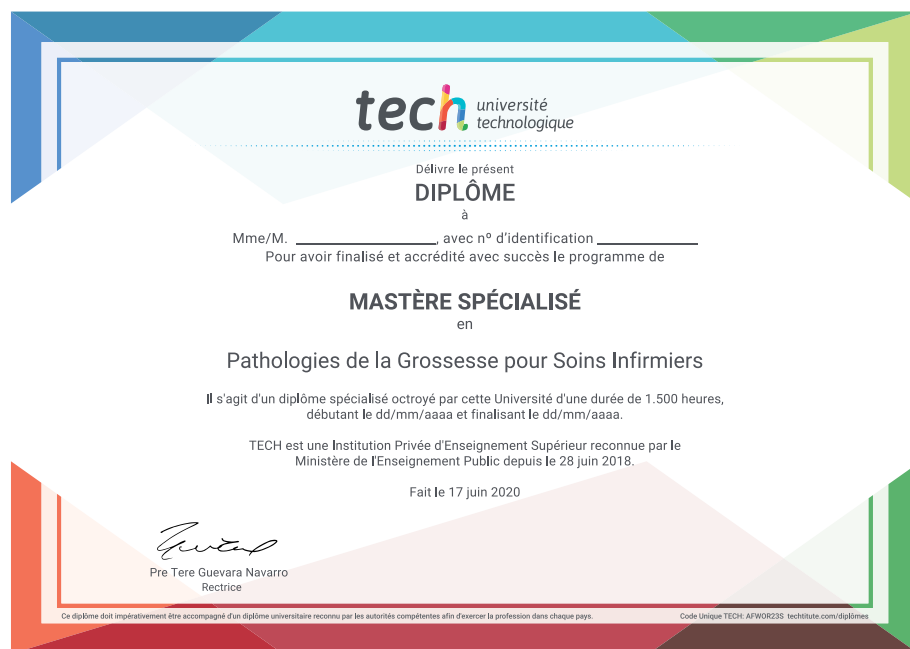 tech université
technologique
Délivre le présent
DIPLÔME
à
Mme/M. ____________________, avec nº d'identification ______________
Pour avoir finalisé et accrédité avec succès le programme de
MASTÈRE SPÉCIALISÉ
en
Pathologies de la Grossesse pour Soins Infirmiers
Il s'agit d'un diplôme spécialisé octroyé par cette Université d'une durée de 1.500 heures,
débutant le dd/mm/aaaa et finalisant le dd/mm/aaaa.
TECH est une Institution Privée d'Enseignement Supérieur reconnue par le
Ministère de l'Enseignement Public depuis le 28 juin 2018.
Fait le 17 juin 2020
Pre Tere Guevara Navarro
Rectrice
Ce diplôme doit impérativement être accompagné d'un diplôme universitaire reconnu par les autorités compétentes afin d'exercer la profession dans chaque pays.
Code Unique TECH: AFWOR23S techtitute.com/diplômes